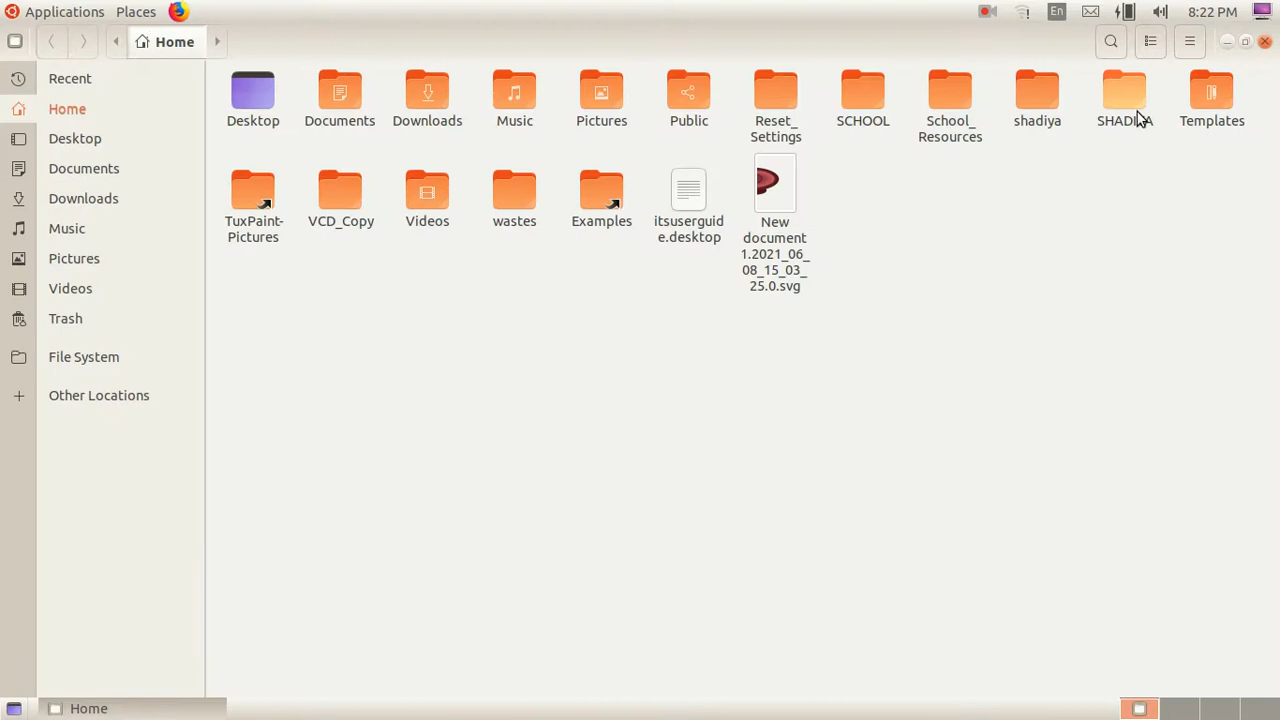 Applications Places En 8:22 PM
Home
Recent
Home
Desktop
Documents
Downloads
Music
Pictures
Videos
Trash
File System
Other Locations
Desktop Documents Downloads Music Pictures Public Reset_ SCHOOL School_ shadiya SHADIYA Templates
Settings Resources
TuxPaint- VCD_Copy Videos wastes Examples itsuserguid New
Pictures e.desktop document
1.2021_06_
08_15_03_
25.0.svg
Home